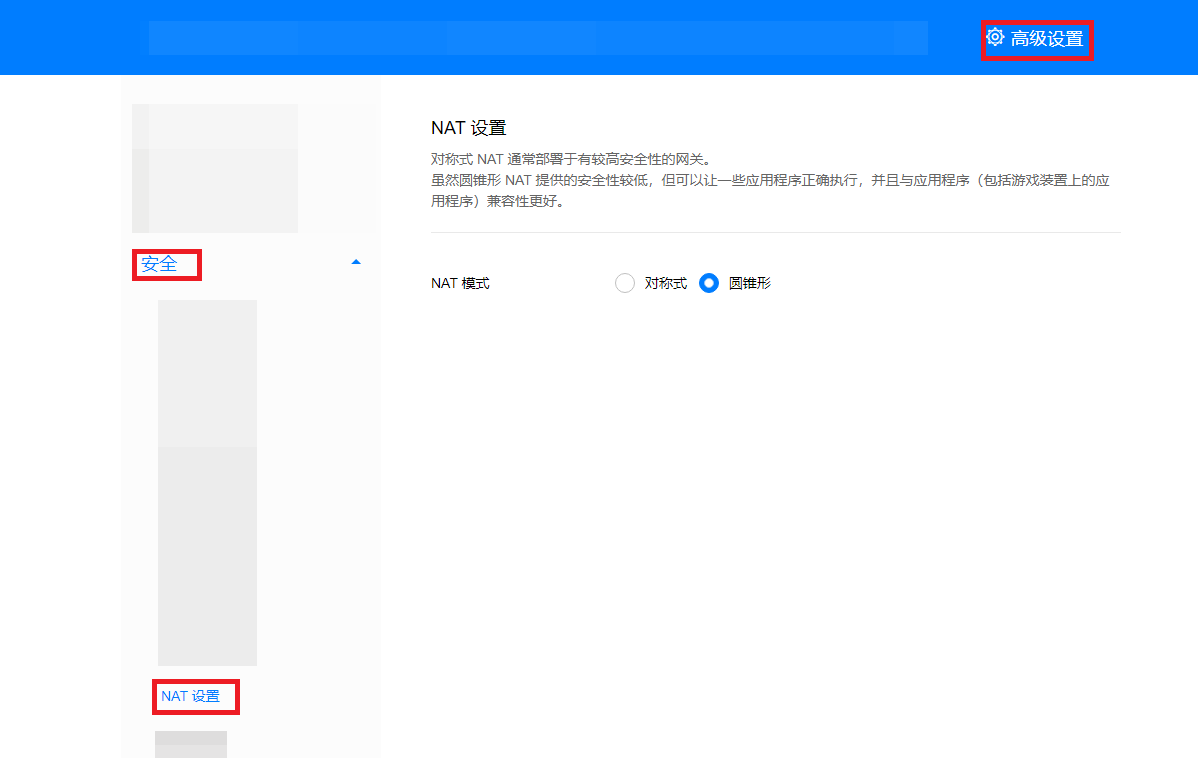 高级设置
NAT 设置
对称式 NAT 通常部署于有较高安全性的网关。
虽然圆锥形 NAT 提供的安全性较低，但可以让一些应用程序正确执行，并且与应用程序（包括游戏装置上的应
用程序）兼容性更好。
安全
NAT 模式
对称式
圆锥形
NAT 设置